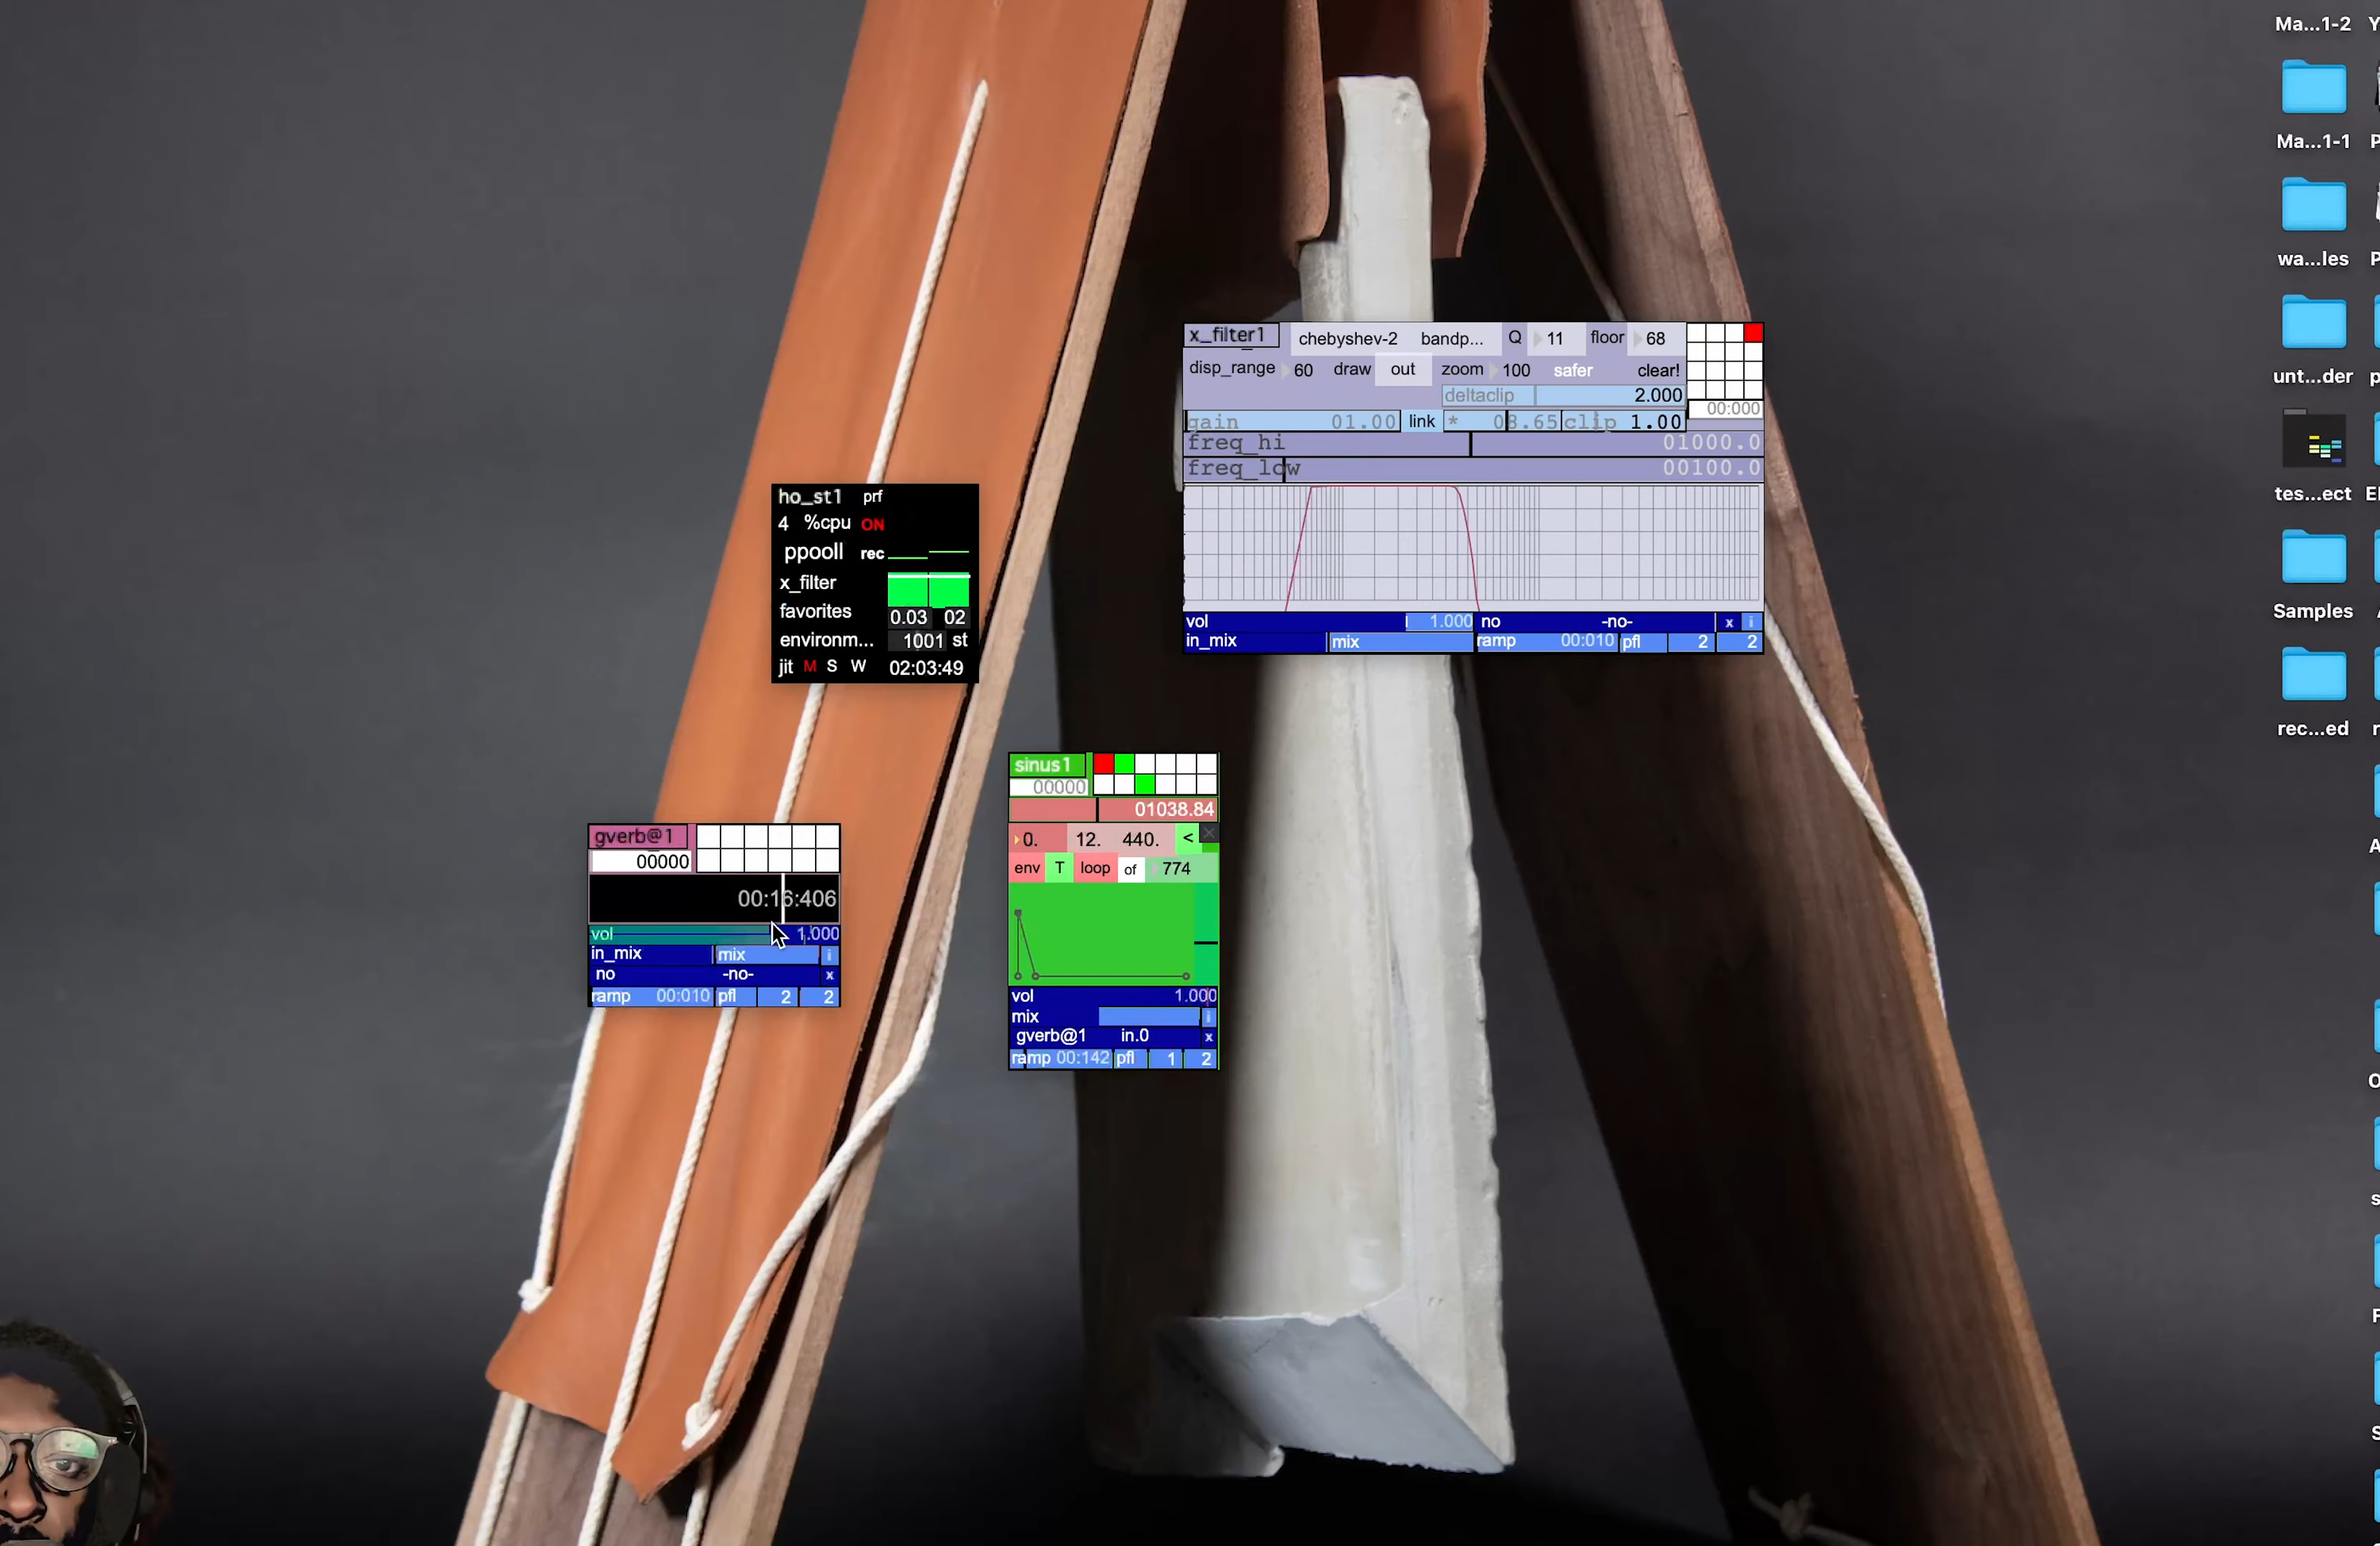 x_filter1 chebyshev-2 bandp... Q 11 floor 68
disp_range 60 draw out zoom 100 safer clear!
deltaclip 2.000
00:000
gain 01.00 link * 08.65 clip 1.00
freq_hi 01000.0
freq_low 00100.0
vol 1.000 no -no- x i
in_mix mix ramp 00:010 pfl 2 2
ho_st1 prf
4 %cpu ON
ppooll rec
x_filter
favorites 0.03 02
environm... 1001 st
jit M S W 02:03:49
sinus1
00000
01038.84
0. 12. 440. <
env T loop of 774
vol 1.000
mix i
gverb@1 in.0 x
ramp 00:142 pfl 1 2
gverb@1
00000
00:16:406
vol 1.000
in_mix mix i
no -no- x
ramp 00:010 pfl 2 2
Ma...1-2
Ma...1-1
wa...les
unt...der
tes...ect
Samples
rec...ed